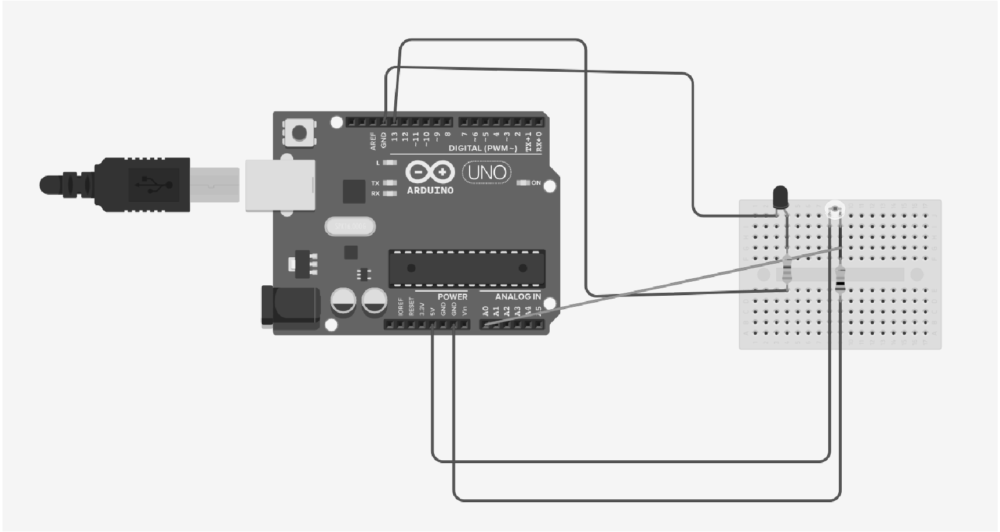 AREF
GND
13
12
~11
~10
~9
8
7
~6
~5
4
~3
2
TX→1
RX←0
DIGITAL (PWM ~)
L
TX
RX
ARDUINO
UNO
ON
POWER
ANALOG IN
IOREF
RESET
3.3V
5V
GND
GND
Vin
A0
A1
A2
A3
A4
A5